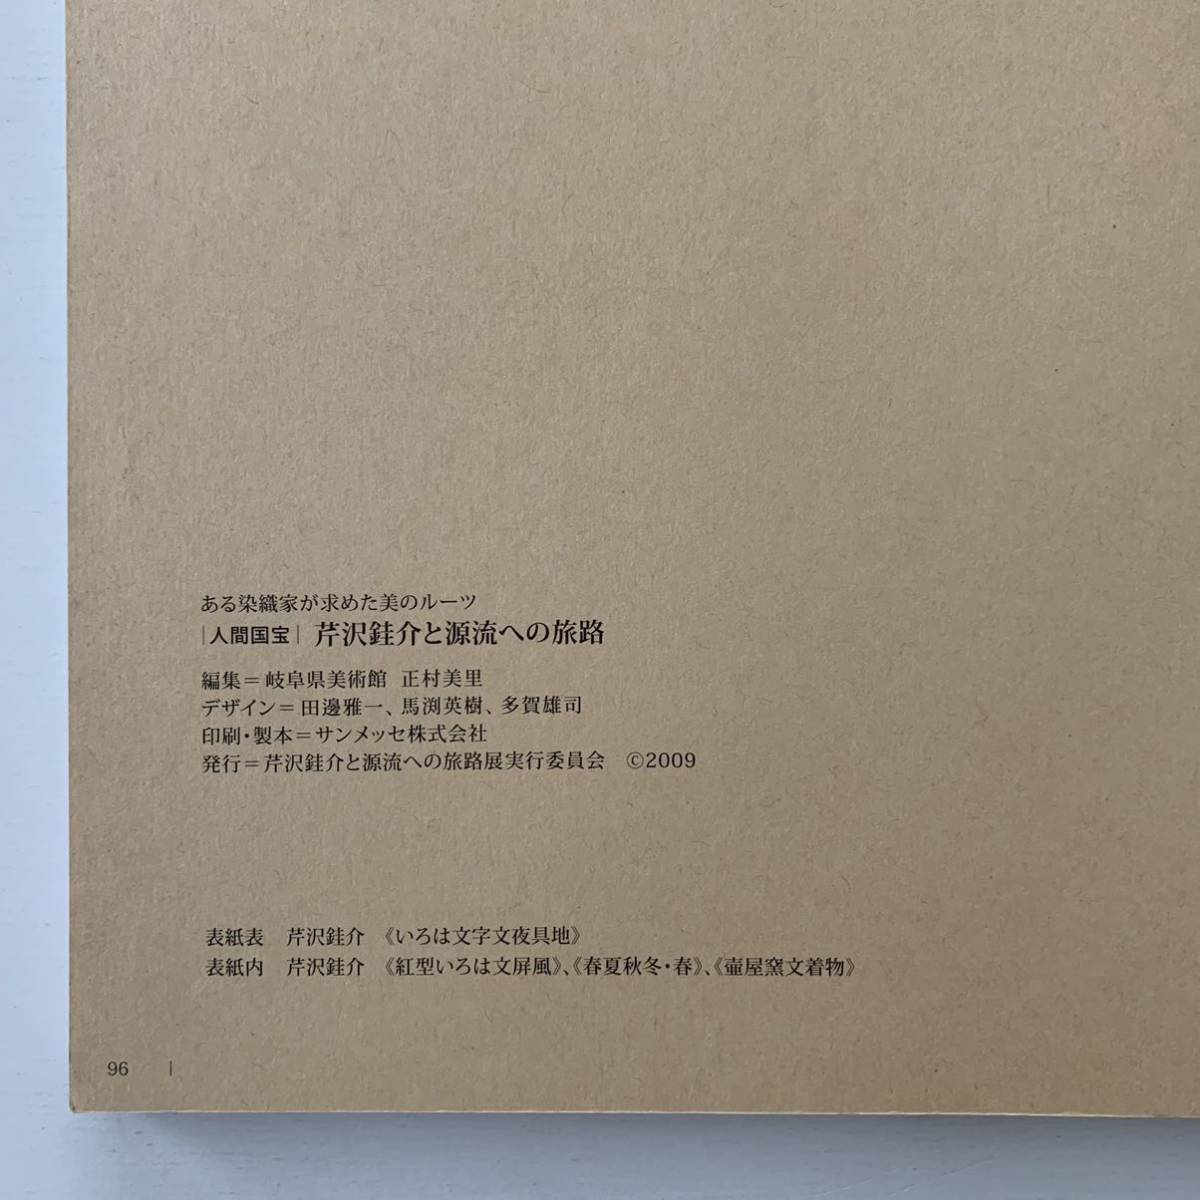 ある染織家が求めた美のルーツ
|人間国宝| 芹沢銈介と源流への旅路
編集＝岐阜県美術館 正村美里
デザイン＝田邊雅一、馬渕英樹、多賀雄司
印刷・製本＝サンメッセ株式会社
発行＝芹沢銈介と源流への旅路展実行委員会 ©2009
表紙表 芹沢銈介 《いろは文字文夜具地》
表紙内 芹沢銈介 《紅型いろは文屏風》、《春夏秋冬・春》、《壷屋窯文着物》
96 |